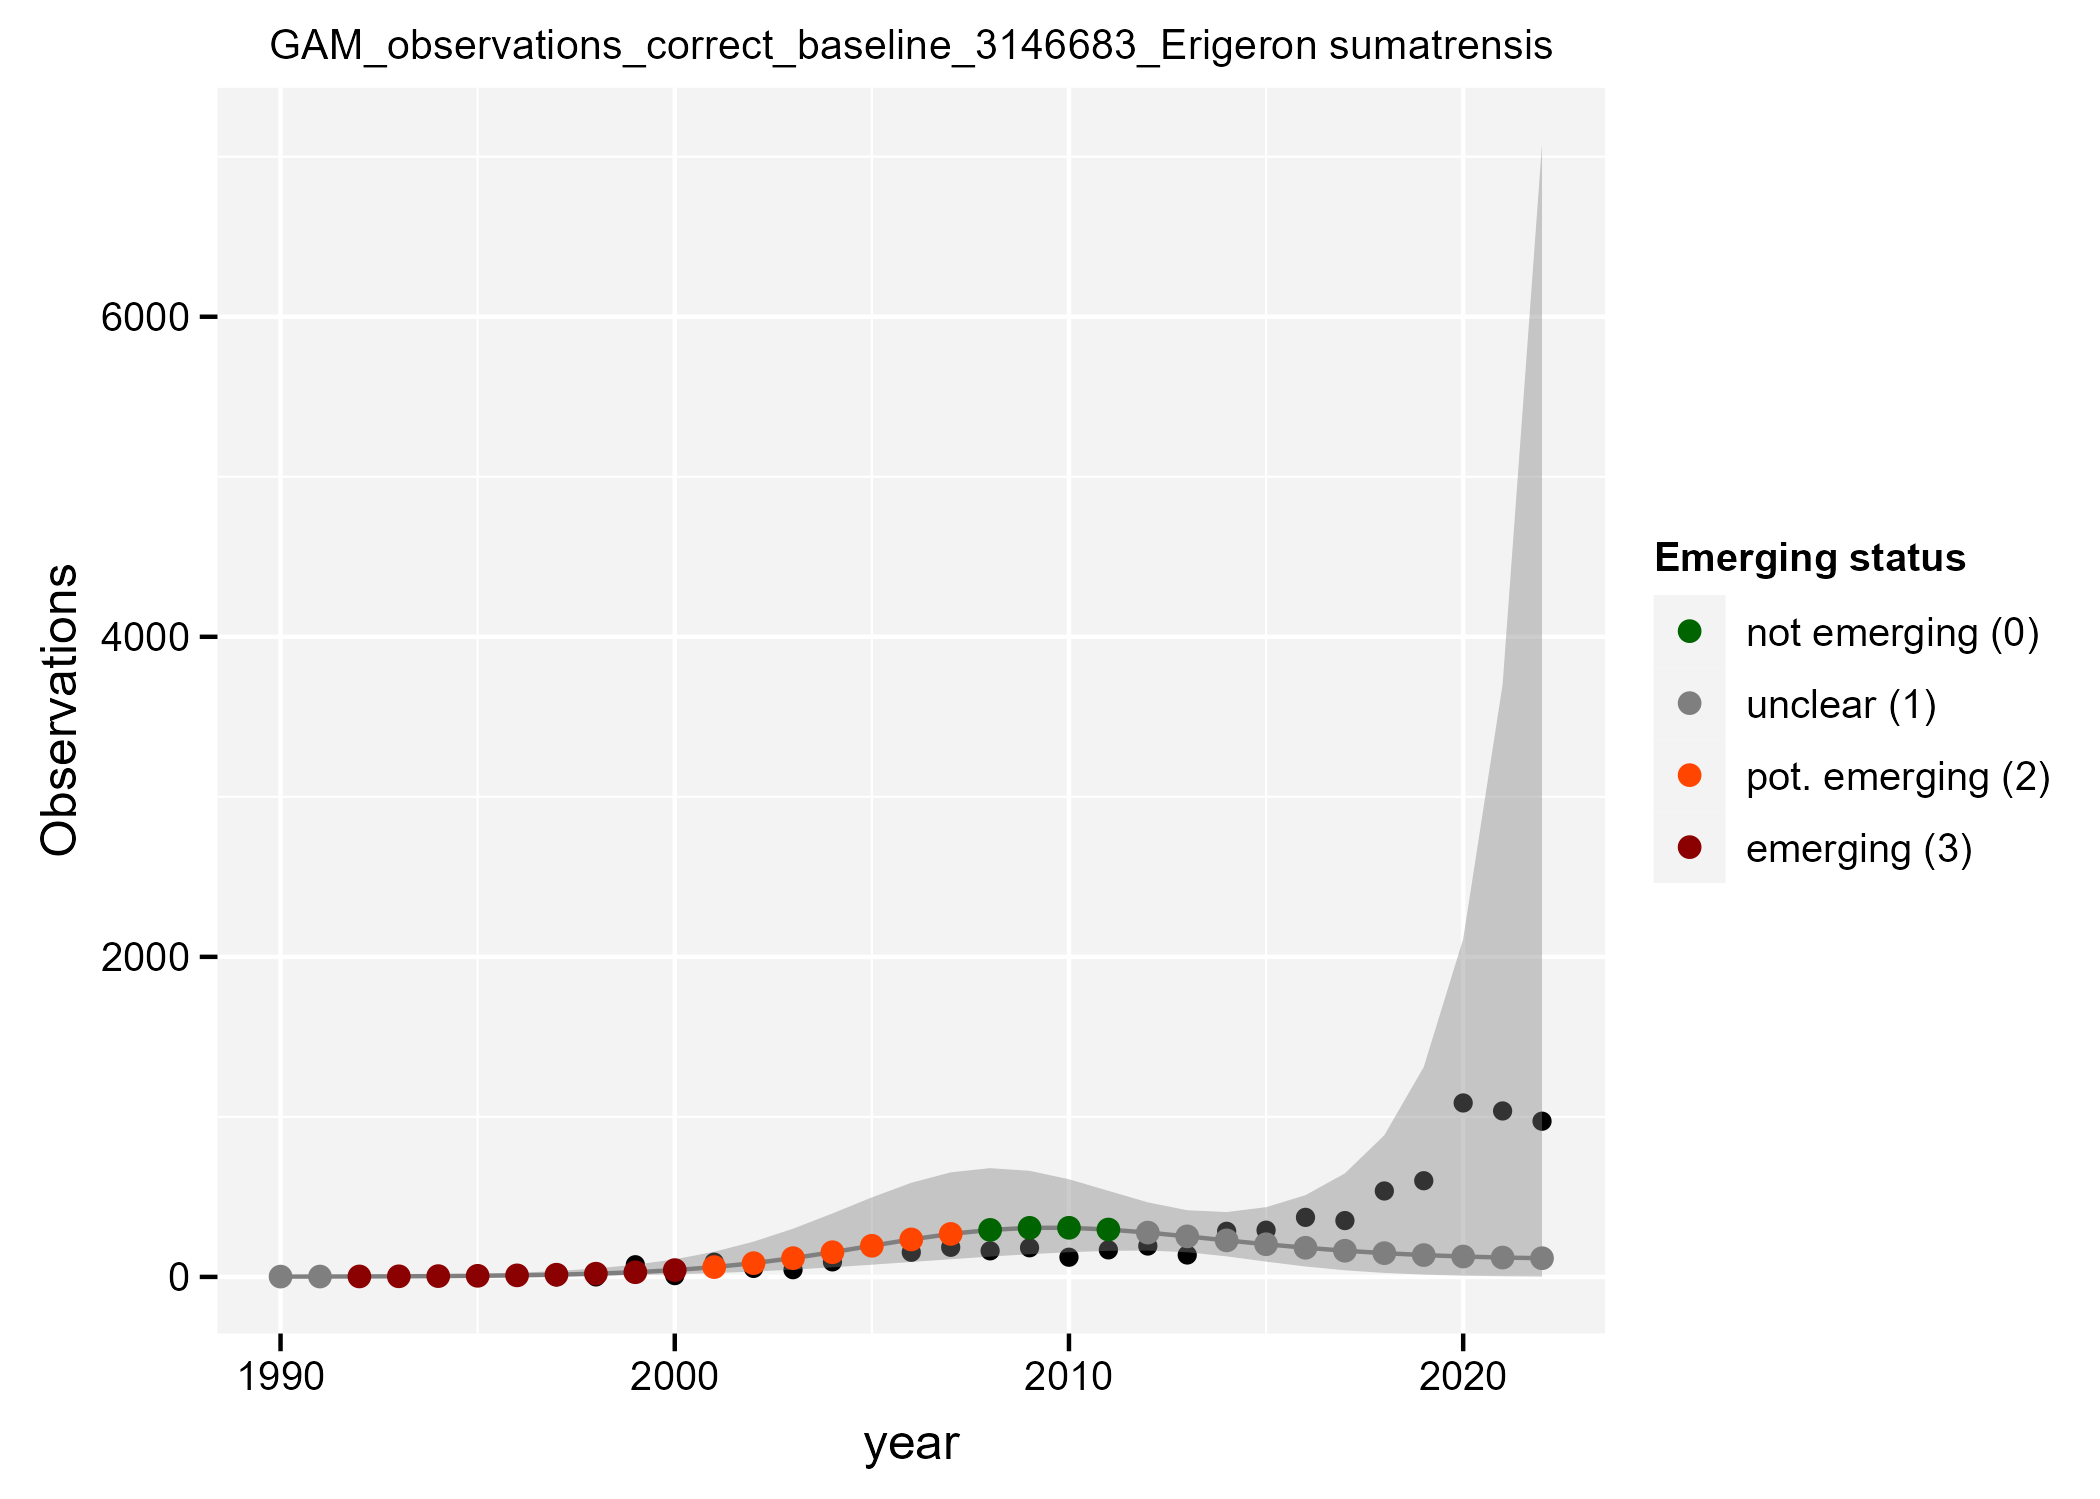 GAM_observations_correct_baseline_3146683_Erigeron sumatrensis
Observations
6000
4000
2000
0
1990 2000 2010 2020
year
Emerging status
not emerging (0)
unclear (1)
pot. emerging (2)
emerging (3)